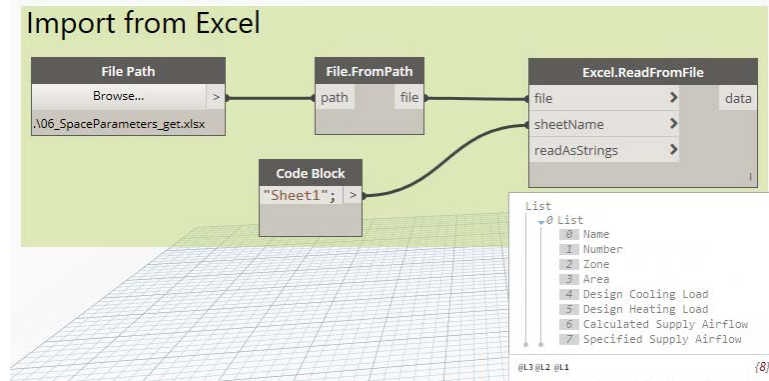 Import from Excel
File Path
Browse... >
.\06_SpaceParameters_get.xlsx
File.FromPath
path file
Code Block
"Sheet1"; >
Excel.ReadFromFile
file > data
sheetName >
readAsStrings >
l
List
0 List
0 Name
1 Number
2 Zone
3 Area
4 Design Cooling Load
5 Design Heating Load
6 Calculated Supply Airflow
7 Specified Supply Airflow
@L3 @L2 @L1 {8}